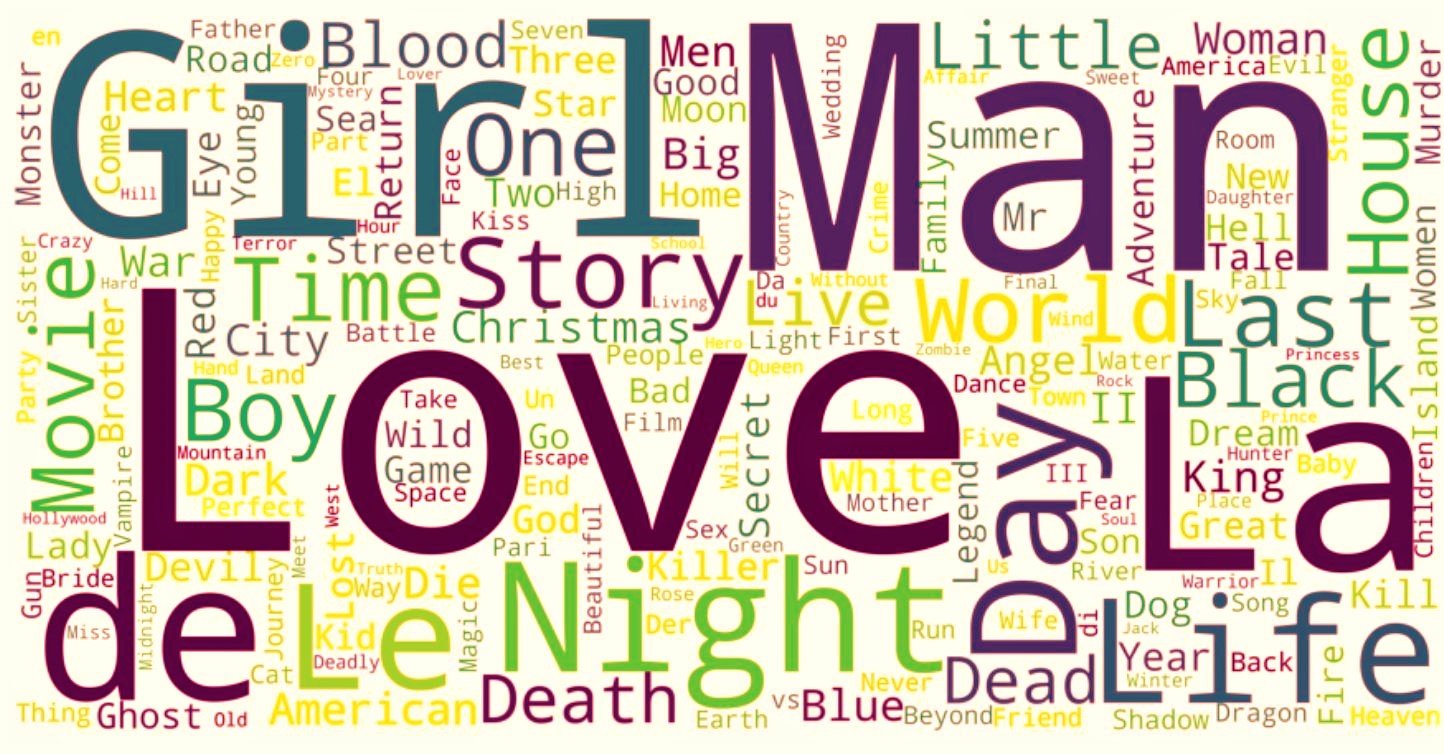 Girl
Man
Love
La
de
Le
Night
Day
Life
en
Father
Road
Zero
Blood
Seven
Three
Men
Little
Woman
America
Evil
Monster
Heart
Four
Lover
Mystery
Good
Star
Moon
Wedding
Affair
Sweet
Stranger
Murder
House
Come
Eye
Young
Sea
Part
Return
One
Big
Summer
Adventure
Room
Hill
El
Face
Two
High
Home
Country
Crime
Family
Mr
New
Daughter
Hell
Tale
Fall
Women
Happy
Hour
Kiss
Crazy
Sister
War
Terror
Street
School
Story
Hard
Time
Living
Da
du
Without
Live
Final
World
Wind
Sky
Last
Movie
Brother
Red
City
Battle
Christmas
Light
First
Hero
Zombie
Angel
Water
Princess
Island
Party
Hand
Land
Best
People
Queen
Dance
Rock
Black
Boy
Take
Un
Bad
Film
Secret
Long
Town
II
Prince
Dream
Mountain
Wild
Go
Will
Five
Hunter
Baby
Vampire
Dark
Game
Escape
White
III
King
Children
Perfect
Space
End
Mother
Fear
Place
Hollywood
West
God
Sex
Legend
Soul
Great
Lady
Meet
Pari
Beautiful
Green
Son
Gun
Bride
Devil
Journey
Lost
Truth
Way
Die
Killer
Sun
Us
River
Warrior
Il
Kill
Miss
Midnight
Kid
Magic
Rose
Der
Run
Wife
di
Dog
Song
Jack
Deadly
Cat
Year
Back
Thing
Ghost
Old
American
Death
Earth
vs
Blue
Never
Dead
Winter
Fire
Beyond
Friend
Shadow
Dragon
Heaven